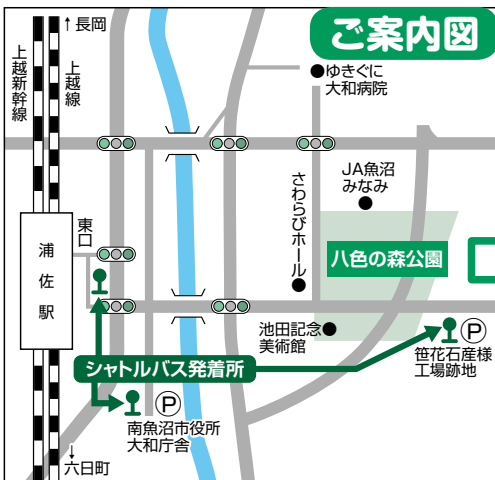 ご案内図
↑長岡
上越新幹線
上越線
ゆきぐに
大和病院
JA魚沼
みなみ
さわらびホール
東口
浦佐駅
八色の森公園
池田記念
美術館
P
笹花石産様
工場跡地
シャトルバス発着所
P
南魚沼市役所
大和庁舎
↓六日町